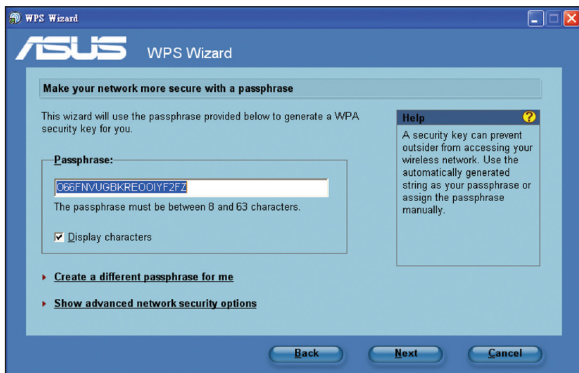 WPS Wizard
ASUS WPS Wizard
Make your network more secure with a passphrase
This wizard will use the passphrase provided below to generate a WPA
security key for you.
Passphrase:
O66FNVUGBKREOOIYF2FZ
The passphrase must be between 8 and 63 characters.
Display characters
Create a different passphrase for me
Show advanced network security options
Help
A security key can prevent
outsider from accessing your
wireless network. Use the
automatically generated
string as your passphrase or
assign the passphrase
manually.
Back Next Cancel